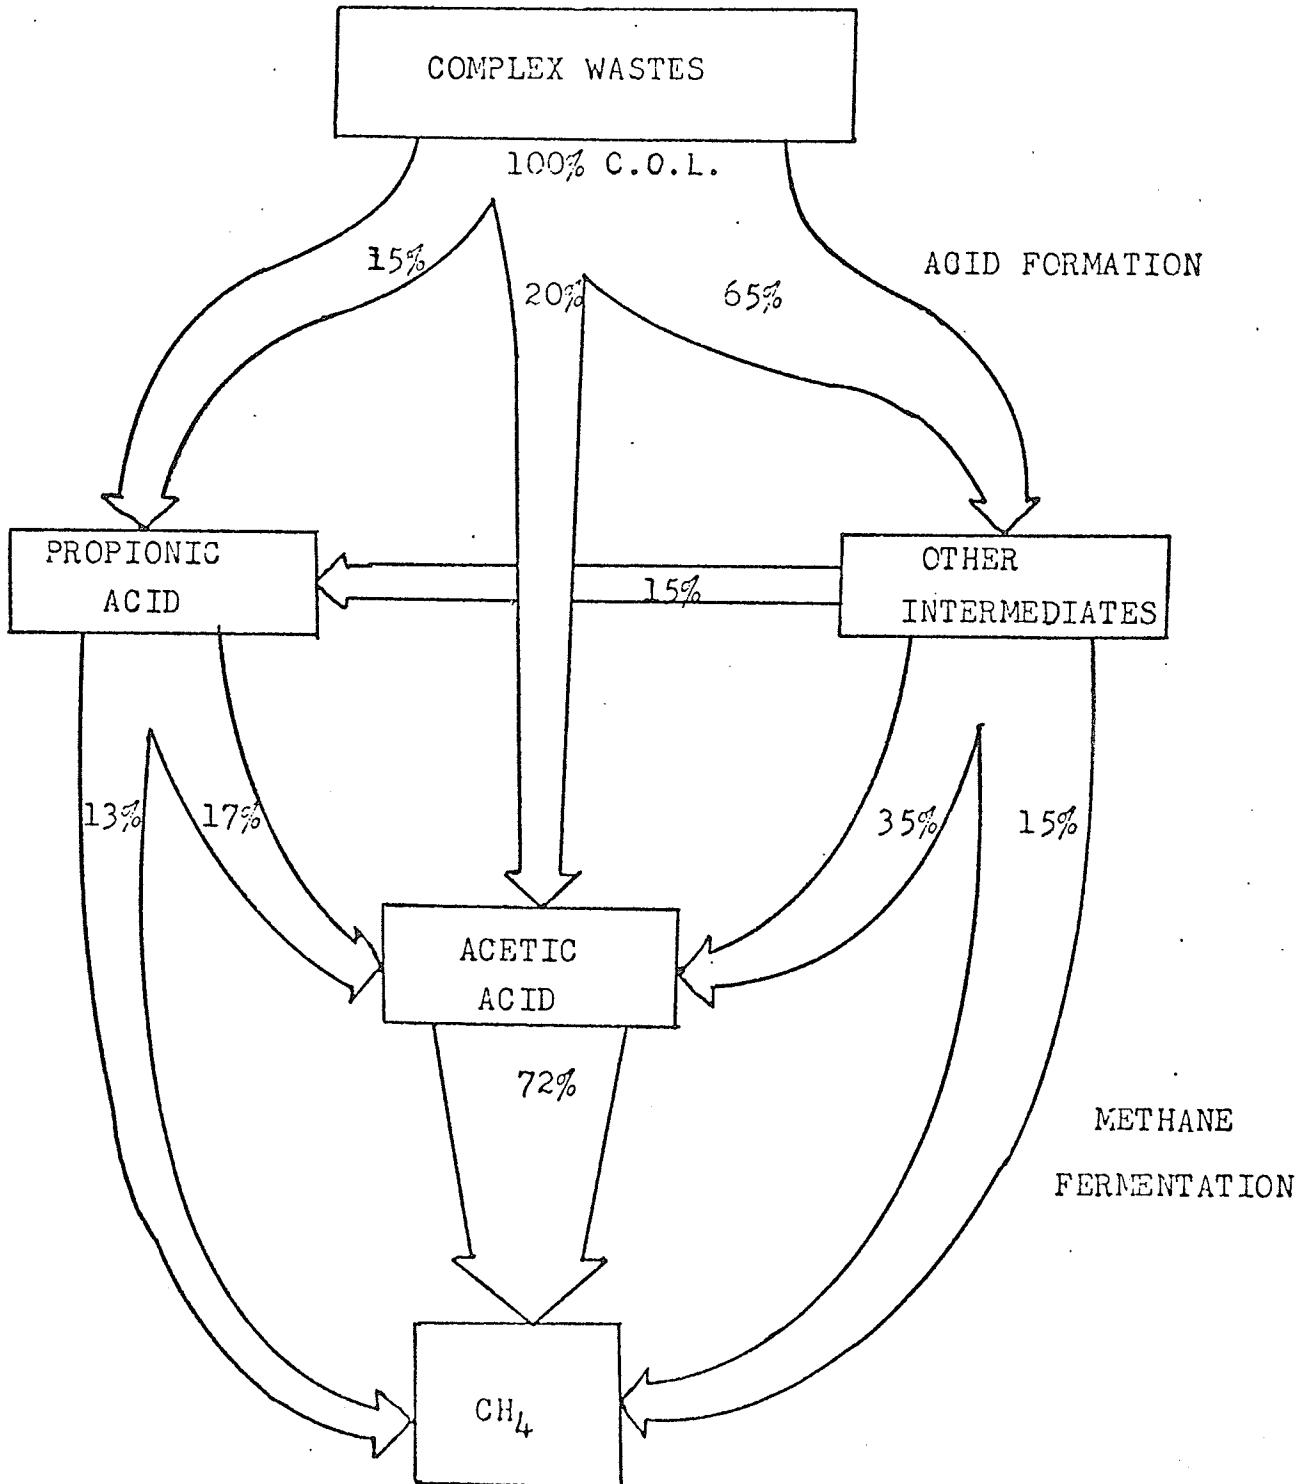 COMPLEX WASTES
100% C.O.L.
15%
20%
65%
ACID FORMATION
PROPIONIC
ACID
15%
OTHER
INTERMEDIATES
13%
17%
35%
15%
ACETIC
ACID
72%
METHANE
FERMENTATION
CH₄